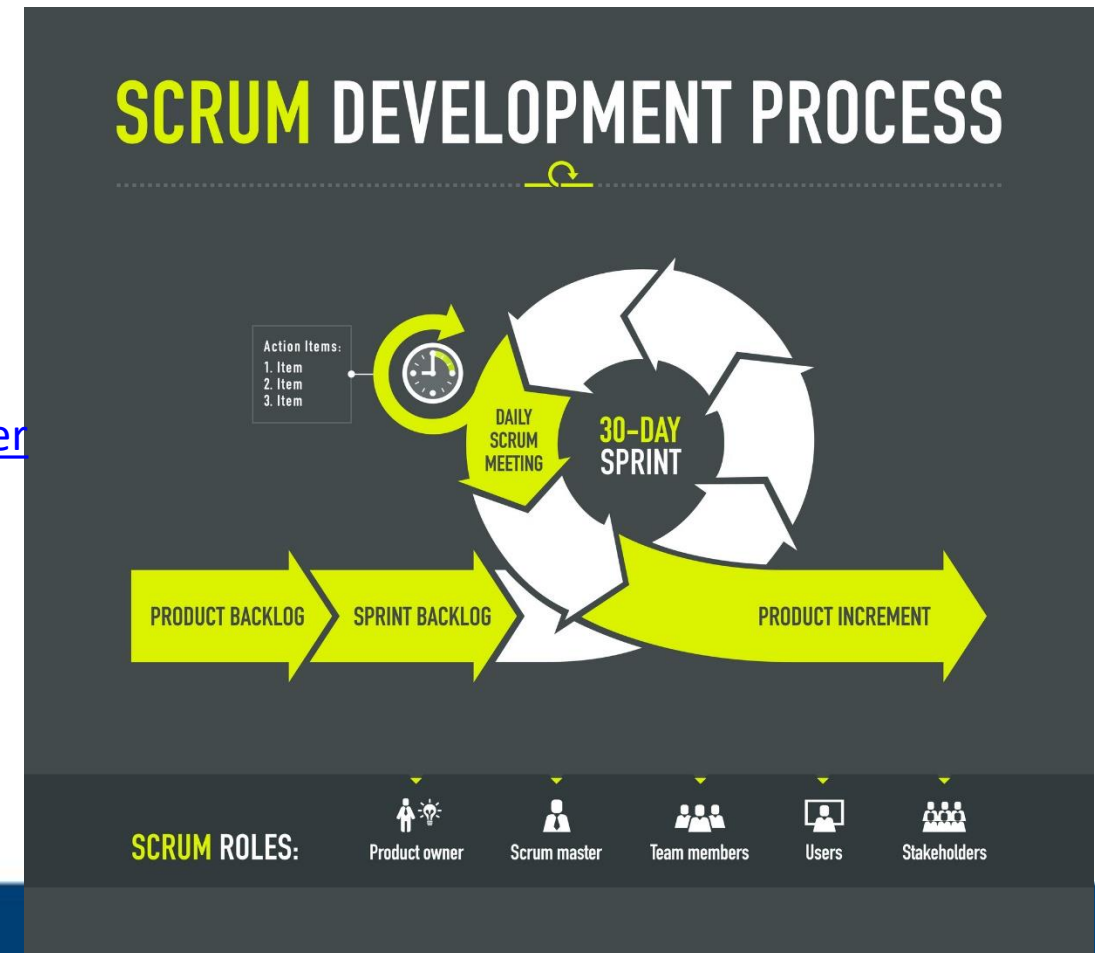 SCRUM DEVELOPMENT PROCESS
Action Items:
1. Item
2. Item
3. Item
er
DAILY
SCRUM
MEETING
30-DAY
SPRINT
PRODUCT BACKLOG
SPRINT BACKLOG
PRODUCT INCREMENT
SCRUM ROLES:
Product owner
Scrum master
Team members
Users
Stakeholders